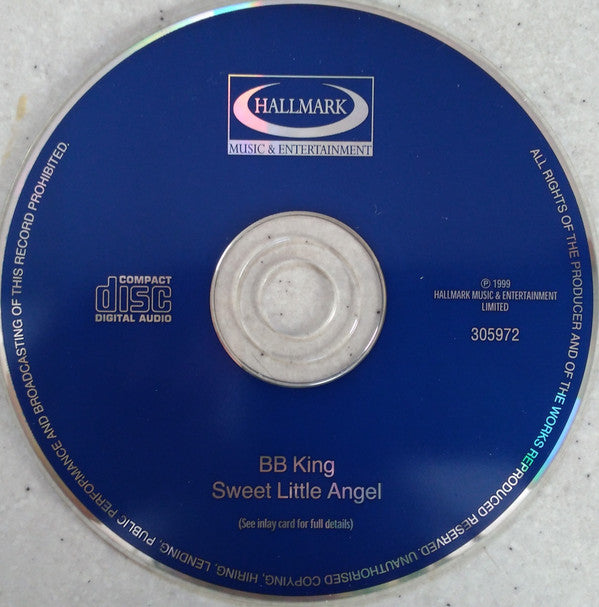 HALLMARK
MUSIC & ENTERTAINMENT
COMPACT
disc
DIGITAL AUDIO
℗ 1999
HALLMARK MUSIC & ENTERTAINMENT
LIMITED
305972
BB King
Sweet Little Angel
(See inlay card for full details)
ALL RIGHTS OF THE PRODUCER AND OF THE WORKS REPRODUCED RESERVED. UNAUTHORISED COPYING, HIRING, LENDING, PUBLIC PERFORMANCE AND BROADCASTING OF THIS RECORD PROHIBITED.